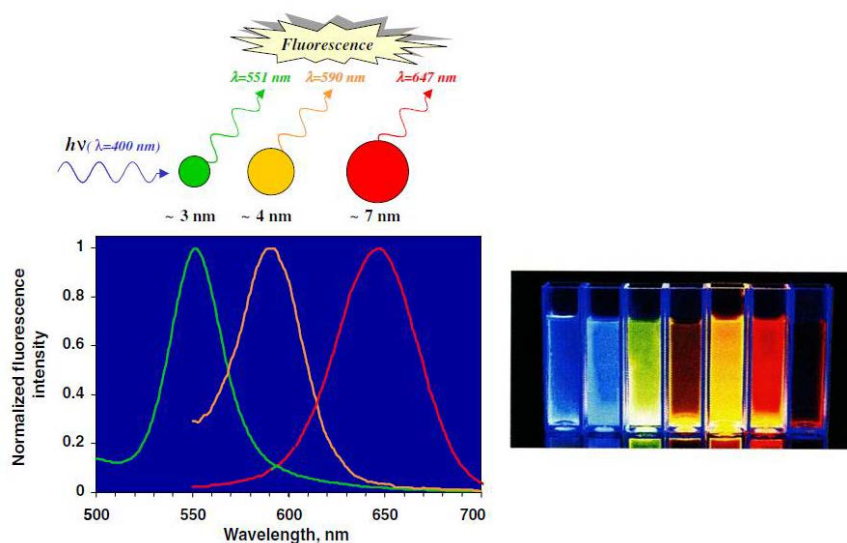 Fluorescence
λ=551 nm λ=590 nm λ=647 nm
hν( λ=400 nm)
~ 3 nm ~ 4 nm ~ 7 nm
Normalized fluorescence
intensity
1
0.8
0.6
0.4
0.2
0
500 550 600 650 700
Wavelength, nm